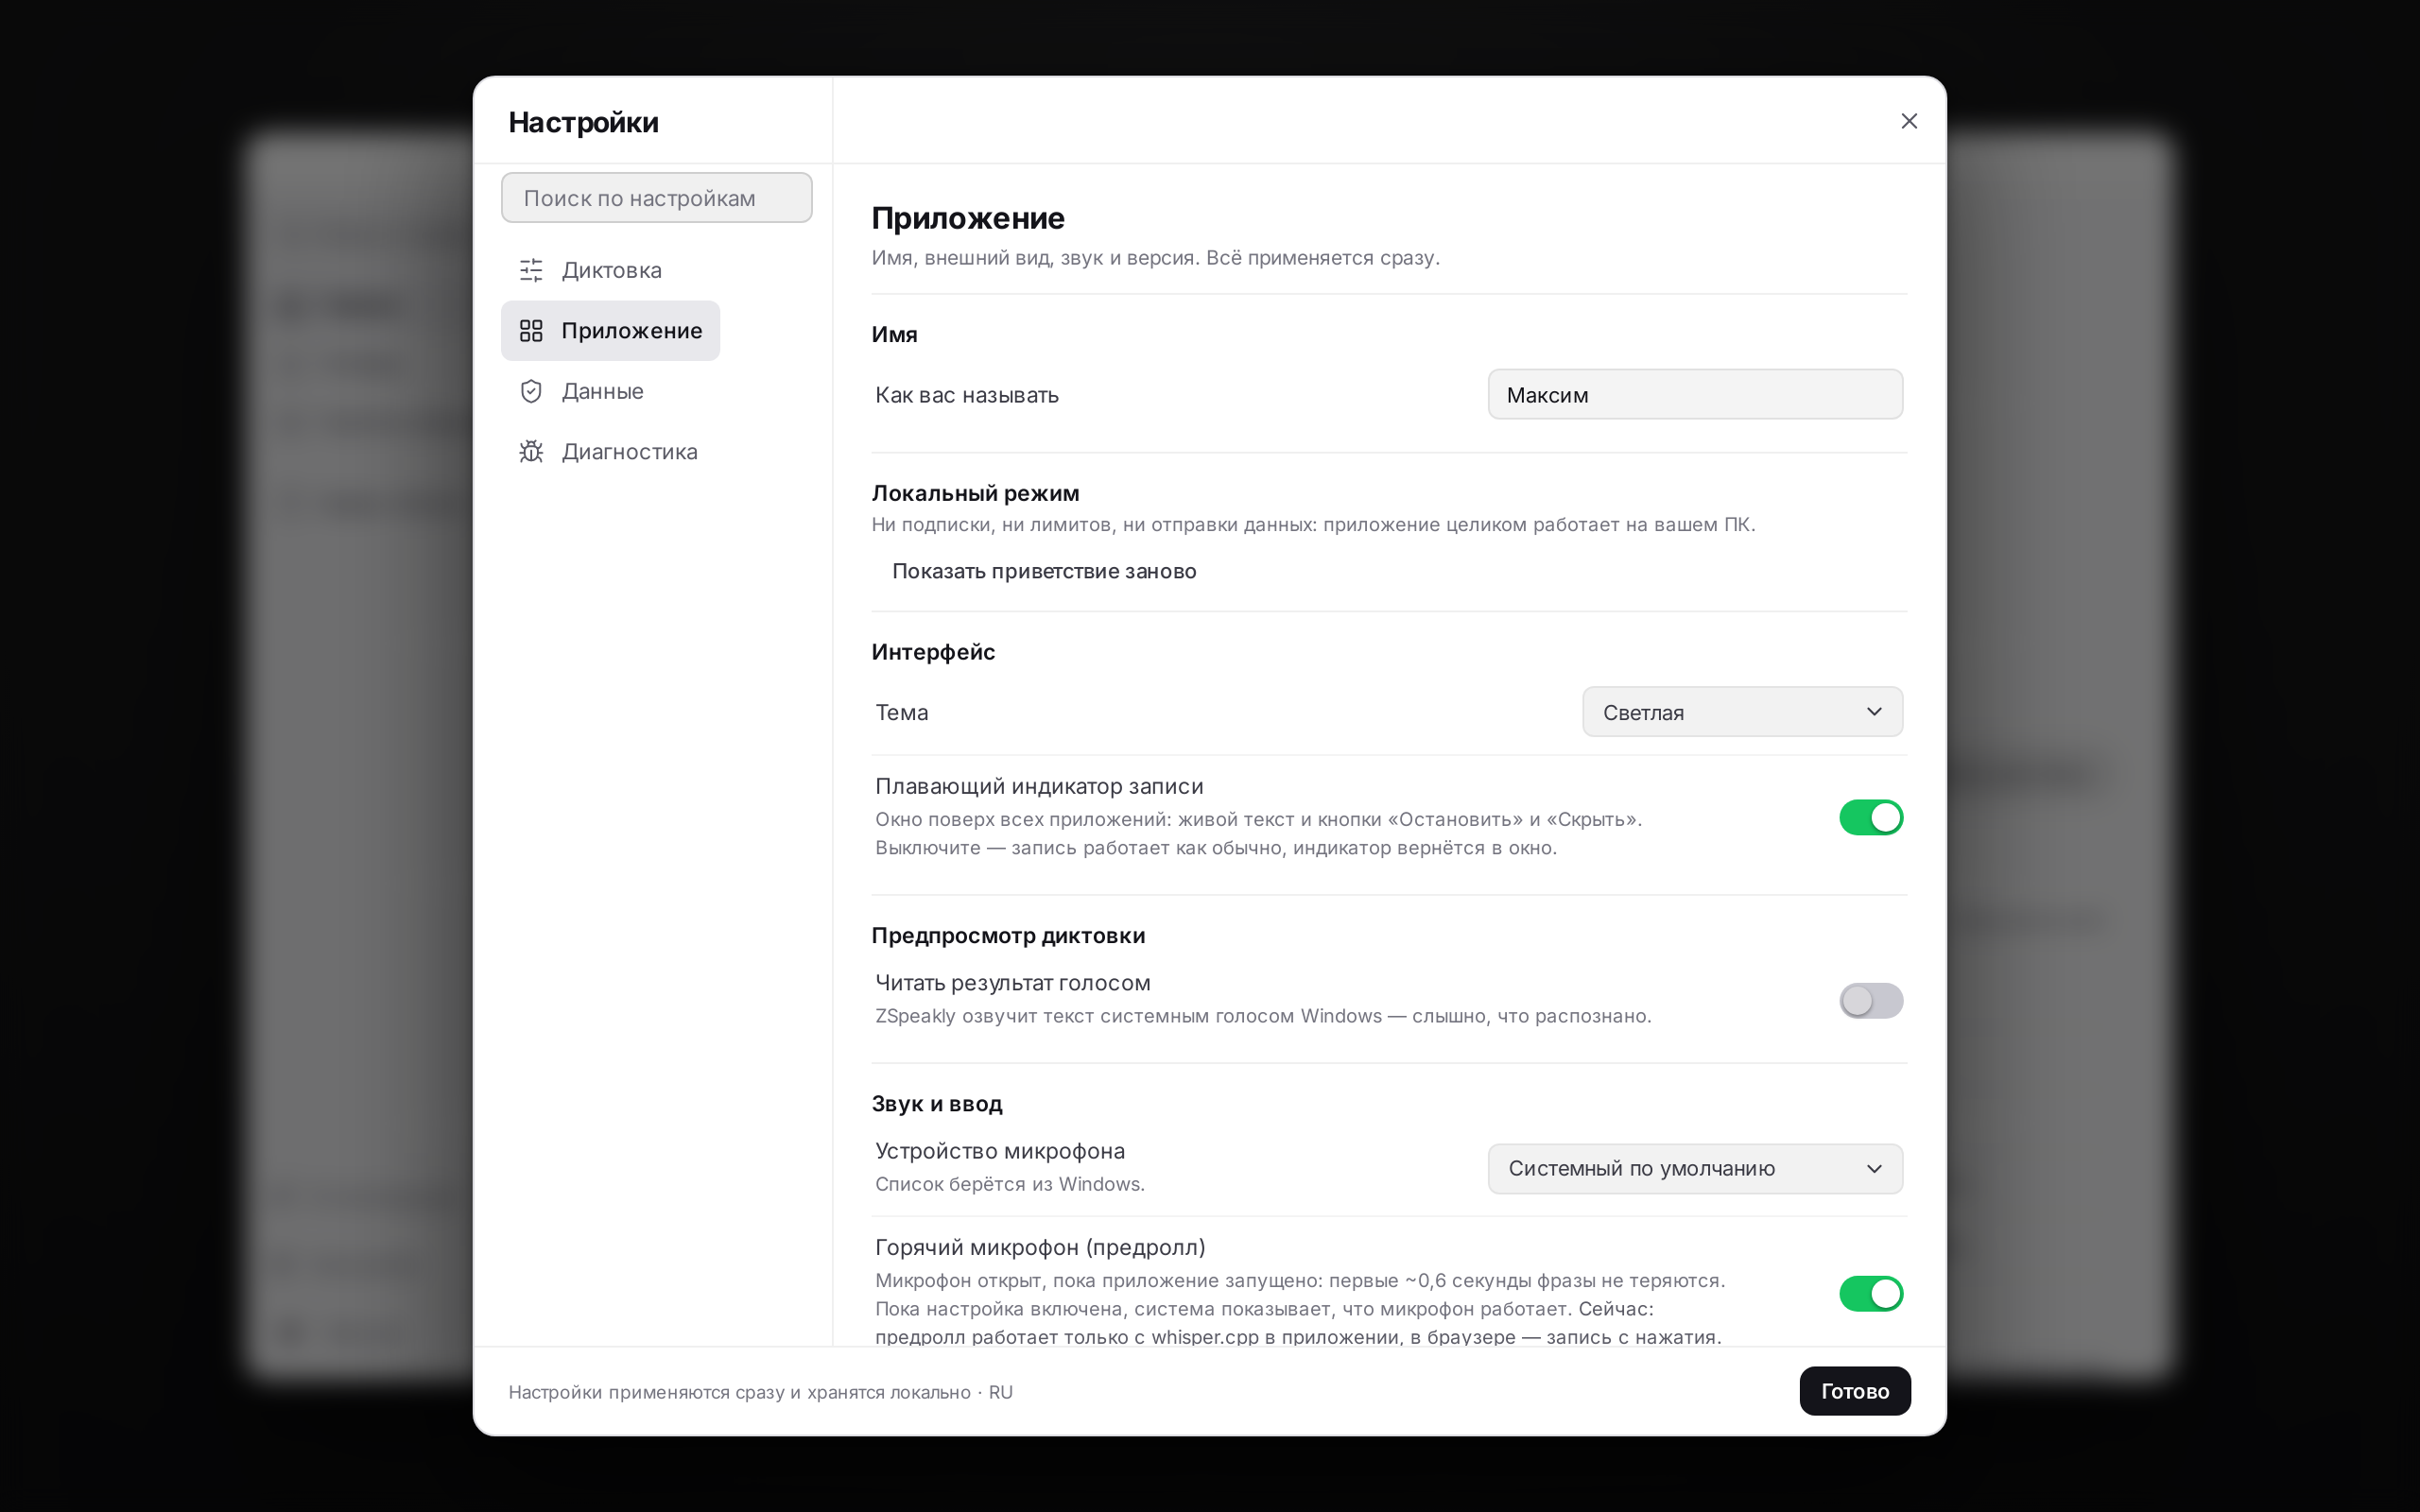 Настройки
Поиск по настройкам
Диктовка
Приложение
Данные
Диагностика
Приложение
Имя, внешний вид, звук и версия. Всё применяется сразу.
Имя
Как вас называть
Максим
Локальный режим
Ни подписки, ни лимитов, ни отправки данных: приложение целиком работает на вашем ПК.
Показать приветствие заново
Интерфейс
Тема
Светлая
Плавающий индикатор записи
Окно поверх всех приложений: живой текст и кнопки «Остановить» и «Скрыть».
Выключите — запись работает как обычно, индикатор вернётся в окно.
Предпросмотр диктовки
Читать результат голосом
ZSpeakly озвучит текст системным голосом Windows — слышно, что распознано.
Звук и ввод
Устройство микрофона
Список берётся из Windows.
Системный по умолчанию
Горячий микрофон (предролл)
Микрофон открыт, пока приложение запущено: первые ~0,6 секунды фразы не теряются.
Пока настройка включена, система показывает, что микрофон работает. Сейчас:
предролл работает только с whisper.cpp в приложении, в браузере — запись с нажатия.
Настройки применяются сразу и хранятся локально · RU
Готово